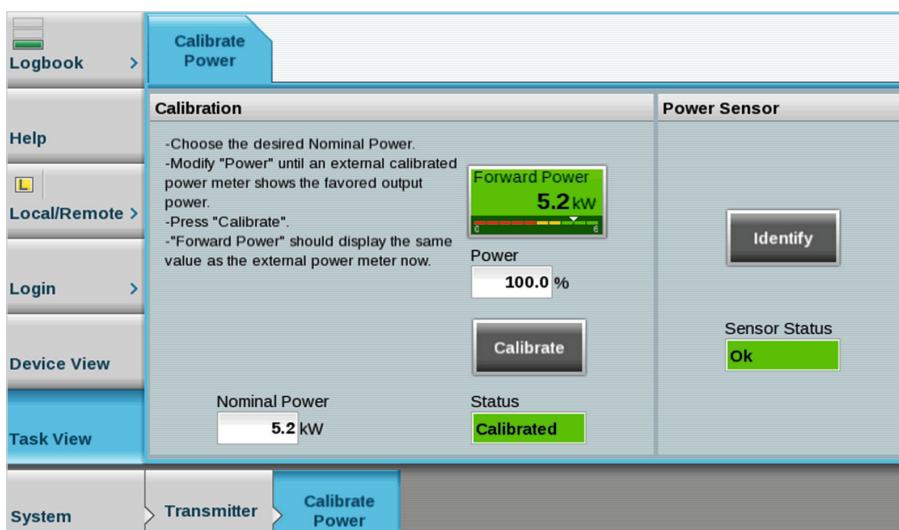 Logbook >
Help
L
Local/Remote >
Login >
Device View
Task View
Calibrate
Power
Calibration
-Choose the desired Nominal Power.
-Modify "Power" until an external calibrated
power meter shows the favored output
power.
-Press "Calibrate".
-"Forward Power" should display the same
value as the external power meter now.
Forward Power
5.2 kW
0 6
Power
100.0 %
Calibrate
Nominal Power
5.2 kW
Status
Calibrated
Power Sensor
Identify
Sensor Status
Ok
System
Transmitter
Calibrate
Power